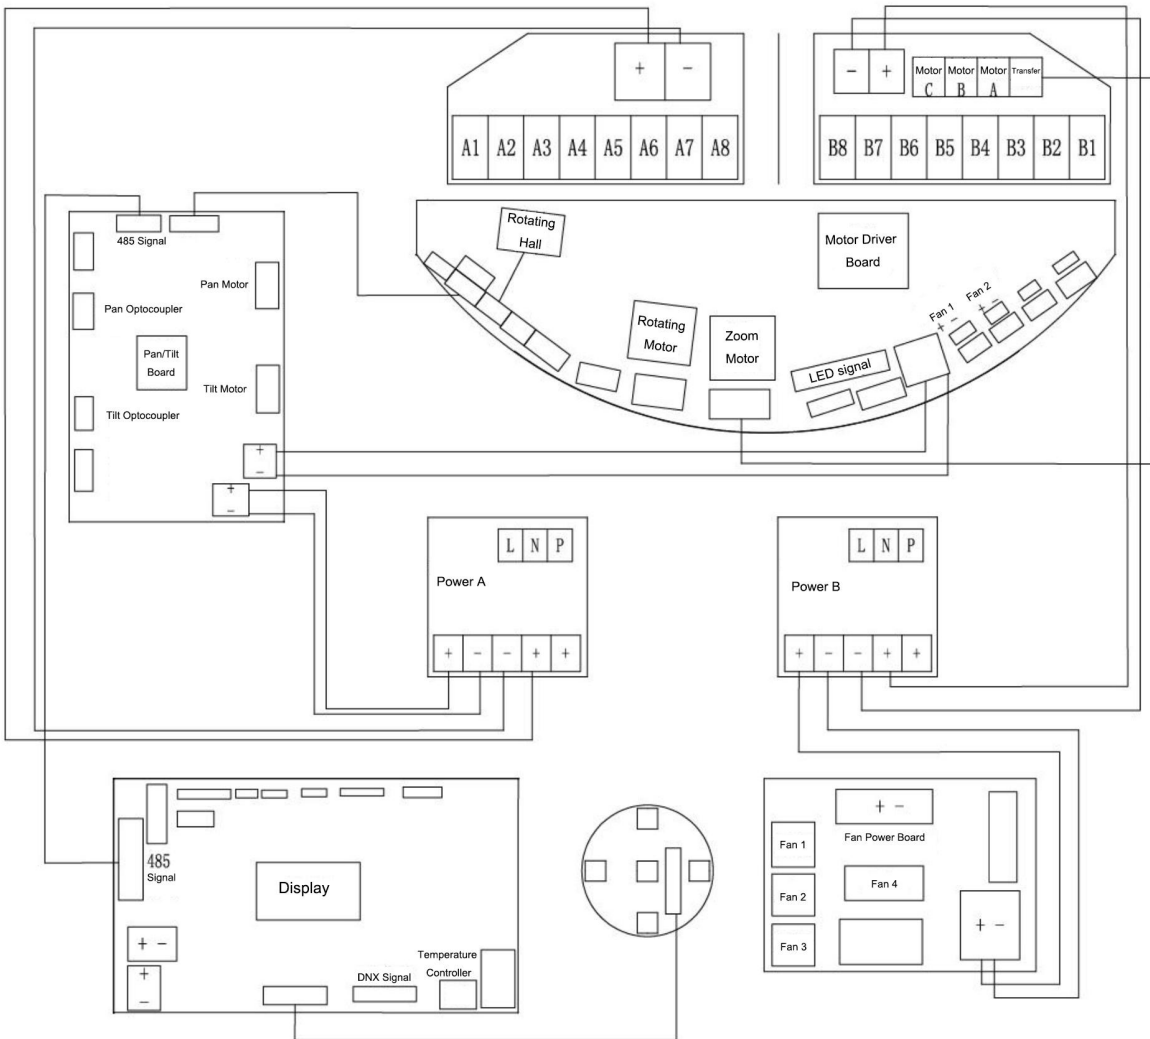 + −
− +
Motor Motor Motor Transfer
C B A
A1 A2 A3 A4 A5 A6 A7 A8
B8 B7 B6 B5 B4 B3 B2 B1
485 Signal
Pan Motor
Pan Optocoupler
Pan/Tilt
Board
Tilt Motor
Tilt Optocoupler
+
−
+
−
Rotating
Hall
Motor Driver
Board
Rotating
Motor
Zoom
Motor
LED signal
Fan 1
+ −
Fan 2
+ −
L N P
Power A
+ − − + +
L N P
Power B
+ − − + +
485
Signal
Display
+ −
+
−
Temperature
Controller
DNX Signal
+ −
Fan Power Board
Fan 1
Fan 2
Fan 3
Fan 4
+ −